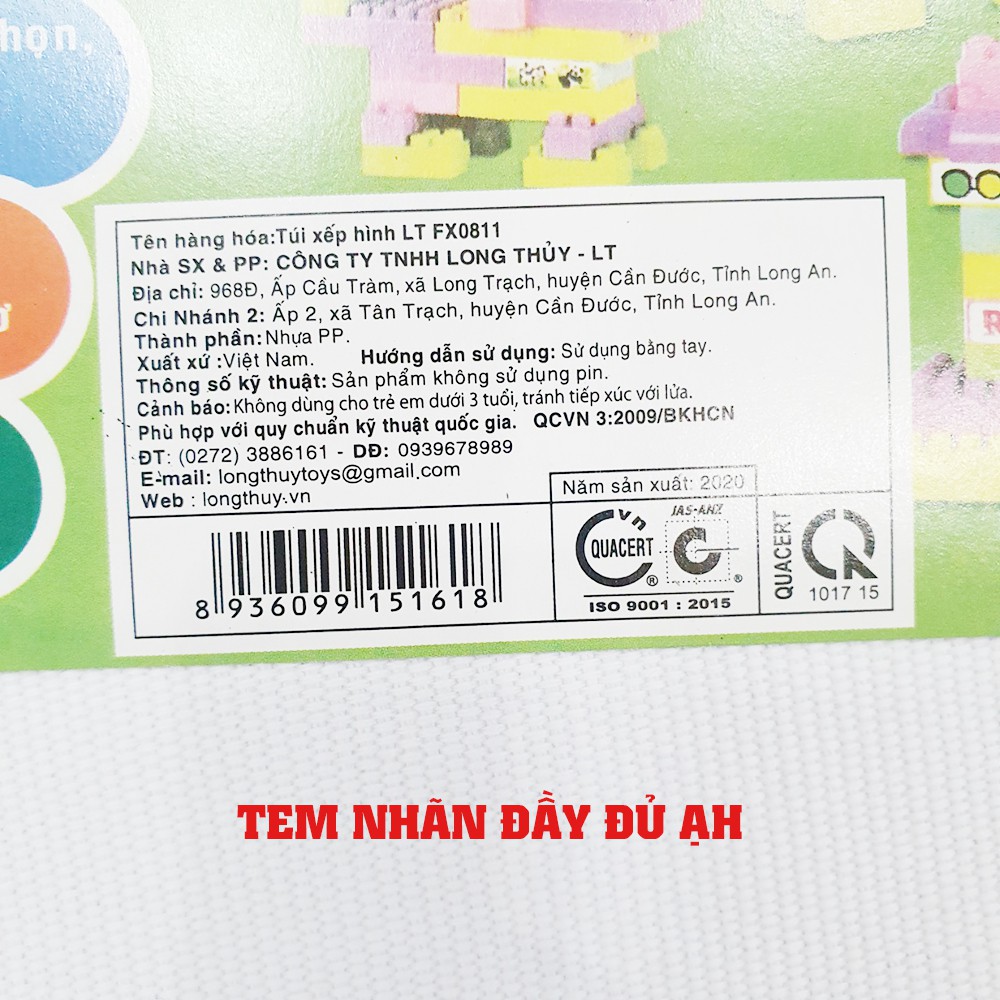 họn,
ơ
R
Tên hàng hóa:Túi xếp hình LT FX0811
Nhà SX & PP: CÔNG TY TNHH LONG THỦY - LT
Địa chỉ: 968Đ, Ấp Cầu Tràm, xã Long Trạch, huyện Cần Đước, Tỉnh Long An.
Chi Nhánh 2: Ấp 2, xã Tân Trạch, huyện Cần Đước, Tỉnh Long An.
Thành phần: Nhựa PP.
Xuất xứ :Việt Nam. Hướng dẫn sử dụng: Sử dụng bằng tay.
Thông số kỹ thuật: Sản phẩm không sử dụng pin.
Cảnh báo: Không dùng cho trẻ em dưới 3 tuổi, tránh tiếp xúc với lửa.
Phù hợp với quy chuẩn kỹ thuật quốc gia. QCVN 3:2009/BKHCN
ĐT: (0272) 3886161 - DĐ: 0939678989
E-mail: longthuytoys@gmail.com
Web : longthuy.vn
Năm sản xuất: 2020
8 936099 151618
vn
QUACERT ®
JAS-ANZ
®
ISO 9001 : 2015
QUACERT
1017 15
TEM NHÃN ĐẦY ĐỦ ẠH